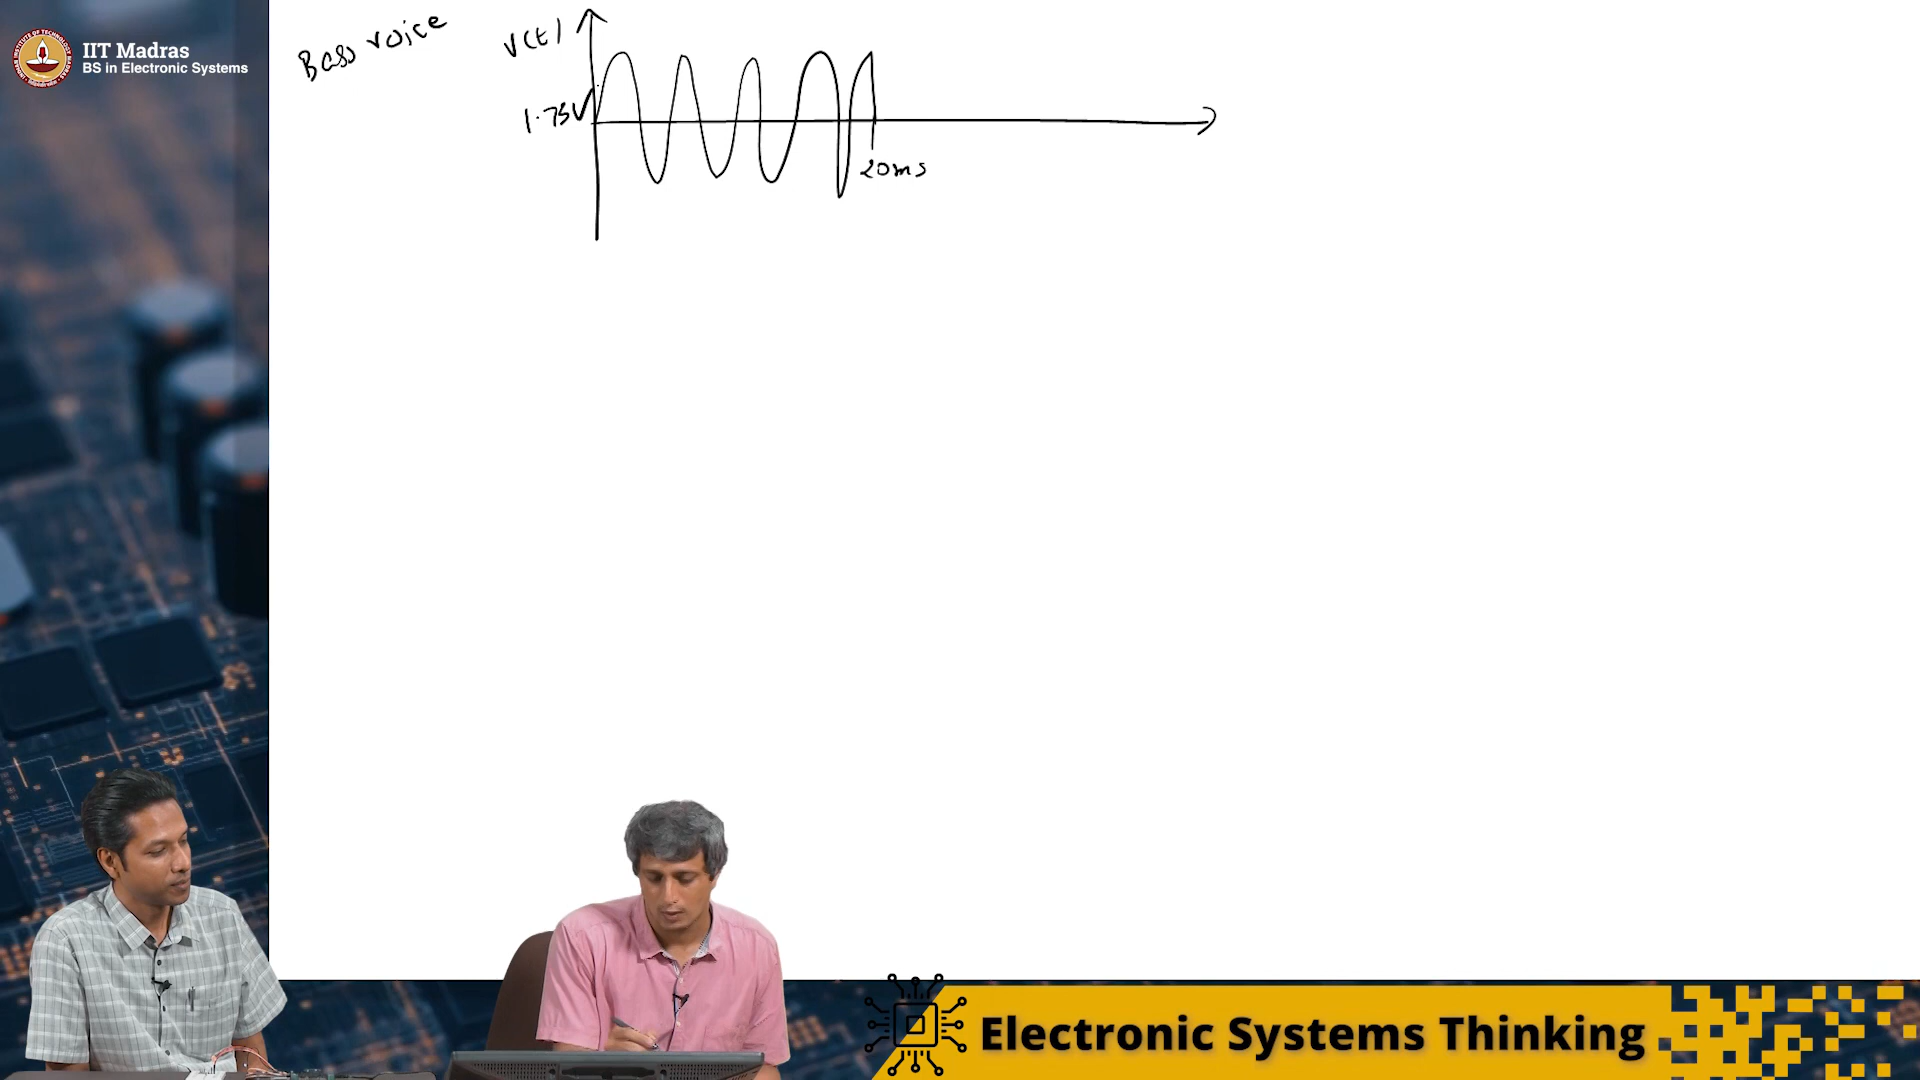 IIT Madras
BS in Electronic Systems
Bass voice
v(t)
1.75V
20ms
Electronic Systems Thinking